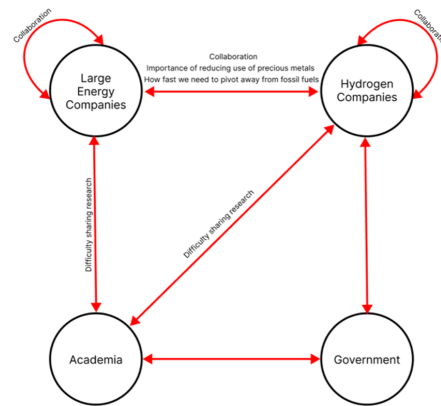 Collaboration
Collaboration
Collaboration
Importance of reducing use of precious metals
How fast we need to pivot away from fossil fuels
Large
Energy
Companies
Hydrogen
Companies
Difficulty sharing research
Difficulty sharing research
Academia
Government